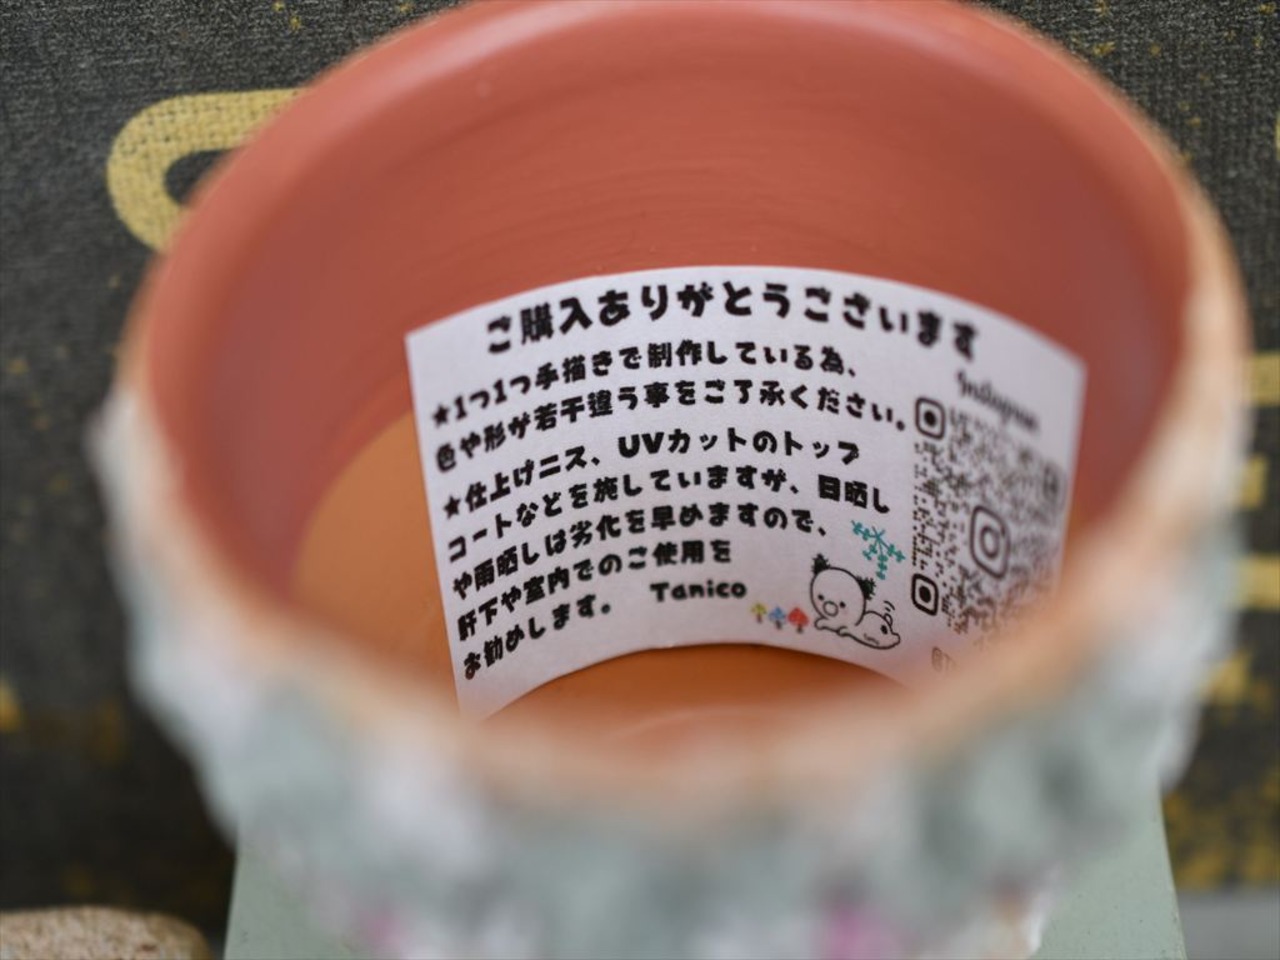 ご購入ありがとうございます
★1つ1つ手描きで制作している為、
色や形が若干違う事をご了承ください。
★仕上げニス、UVカットのトップ
コートなどを施していますが、日晒し
や雨晒しは劣化を早めますので、
軒下や室内でのご使用を
お勧めします。
Tanico
Instagram